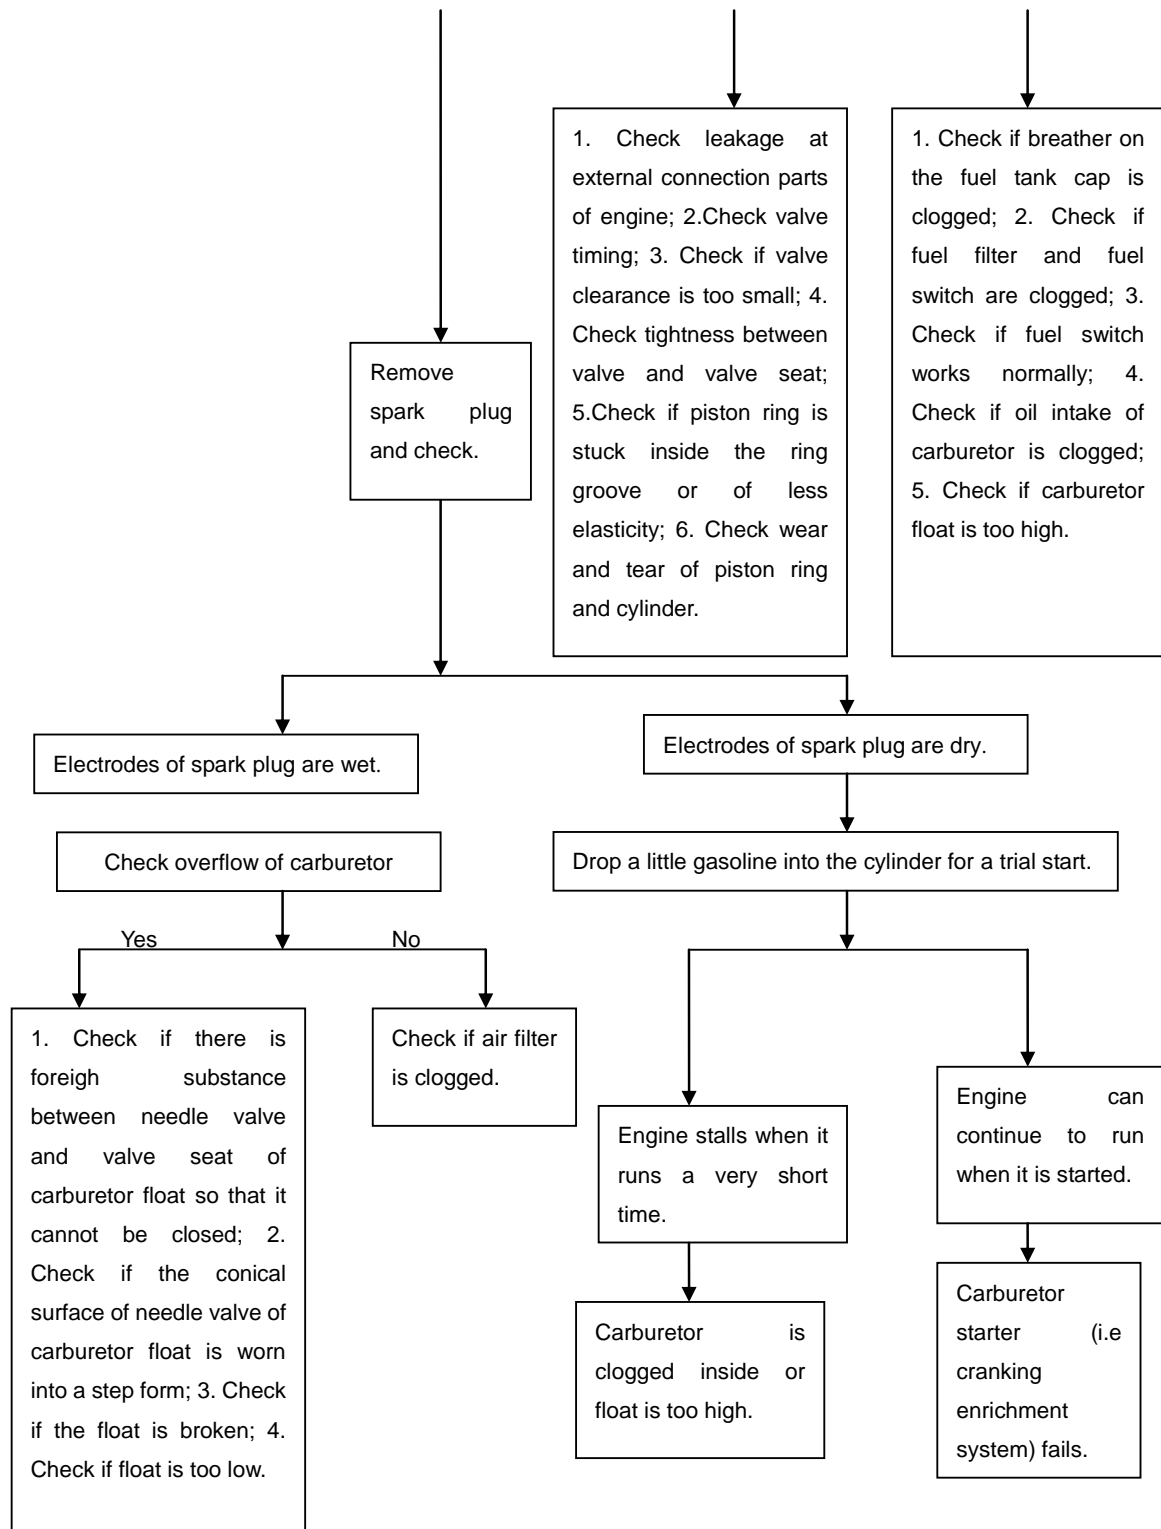 1. Check leakage at
external connection parts
of engine; 2.Check valve
timing; 3. Check if valve
clearance is too small; 4.
Check tightness between
valve and valve seat;
5.Check if piston ring is
stuck inside the ring
groove or of less
elasticity; 6. Check wear
and tear of piston ring
and cylinder.
1. Check if breather on
the fuel tank cap is
clogged; 2. Check if
fuel filter and fuel
switch are clogged; 3.
Check if fuel switch
works normally; 4.
Check if oil intake of
carburetor is clogged;
5. Check if carburetor
float is too high.
Remove
spark plug
and check.
Electrodes of spark plug are wet.
Electrodes of spark plug are dry.
Check overflow of carburetor
Drop a little gasoline into the cylinder for a trial start.
Yes
No
1. Check if there is
foreigh substance
between needle valve
and valve seat of
carburetor float so that it
cannot be closed; 2.
Check if the conical
surface of needle valve of
carburetor float is worn
into a step form; 3. Check
if the float is broken; 4.
Check if float is too low.
Check if air filter
is clogged.
Engine stalls when it
runs a very short
time.
Engine can
continue to run
when it is started.
Carburetor is
clogged inside or
float is too high.
Carburetor
starter (i.e
cranking
enrichment
system) fails.